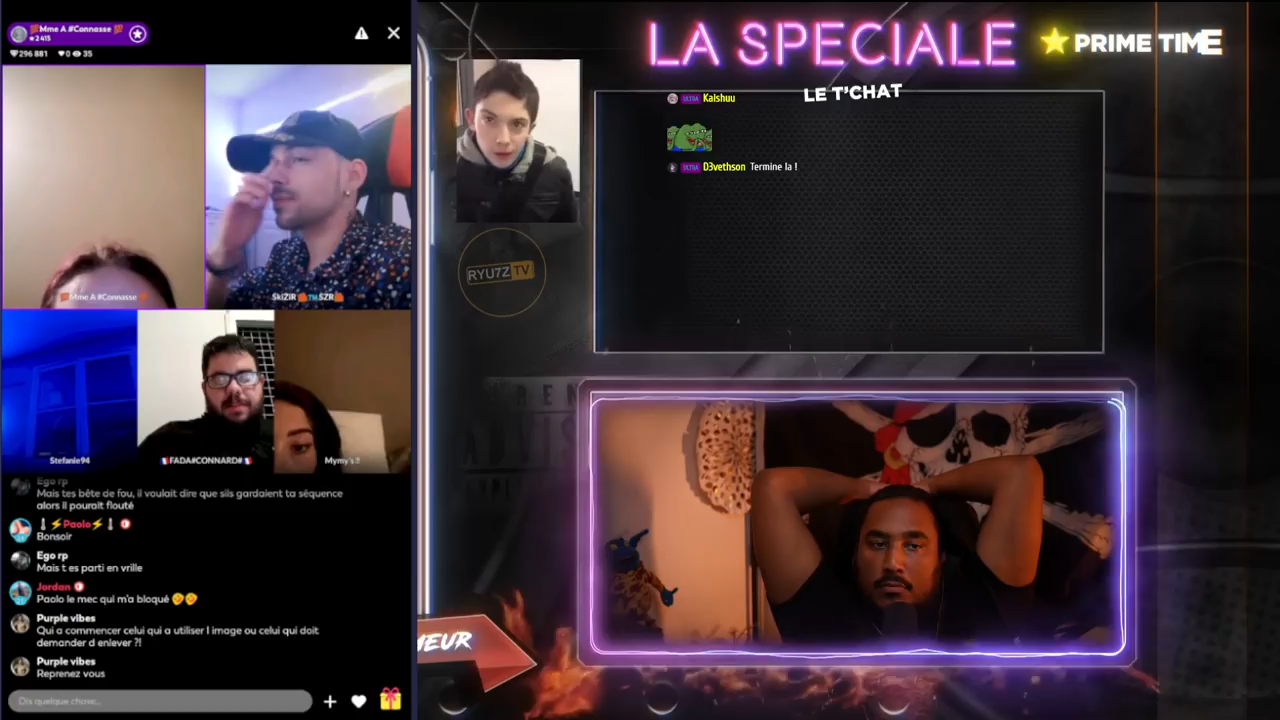 Mme A #Connasse
2 415
296 881 0 35
Mme A #Connasse
SkiZIR TM SZR
Stefanie94
FADA#CONNARD#
Mymy's
Ego rp
Mais tes bête de fou, il voulait dire que sils gardaient ta séquence
alors il pourait flouté
Paolo
Bonsoir
Ego rp
Mais t es parti en vrille
Jordan
Paolo le mec qui m'a bloqué
Purple vibes
Qui a commencer celui qui a utiliser l image ou celui qui doit
demander d enlever ?!
Purple vibes
Reprenez vous
Dis quelque chose...
LA SPECIALE
PRIME TIME
LE T'CHAT
ULTRA Kaishuu
ULTRA D3vethson Termine la !
RYU7Z TV
MEUR